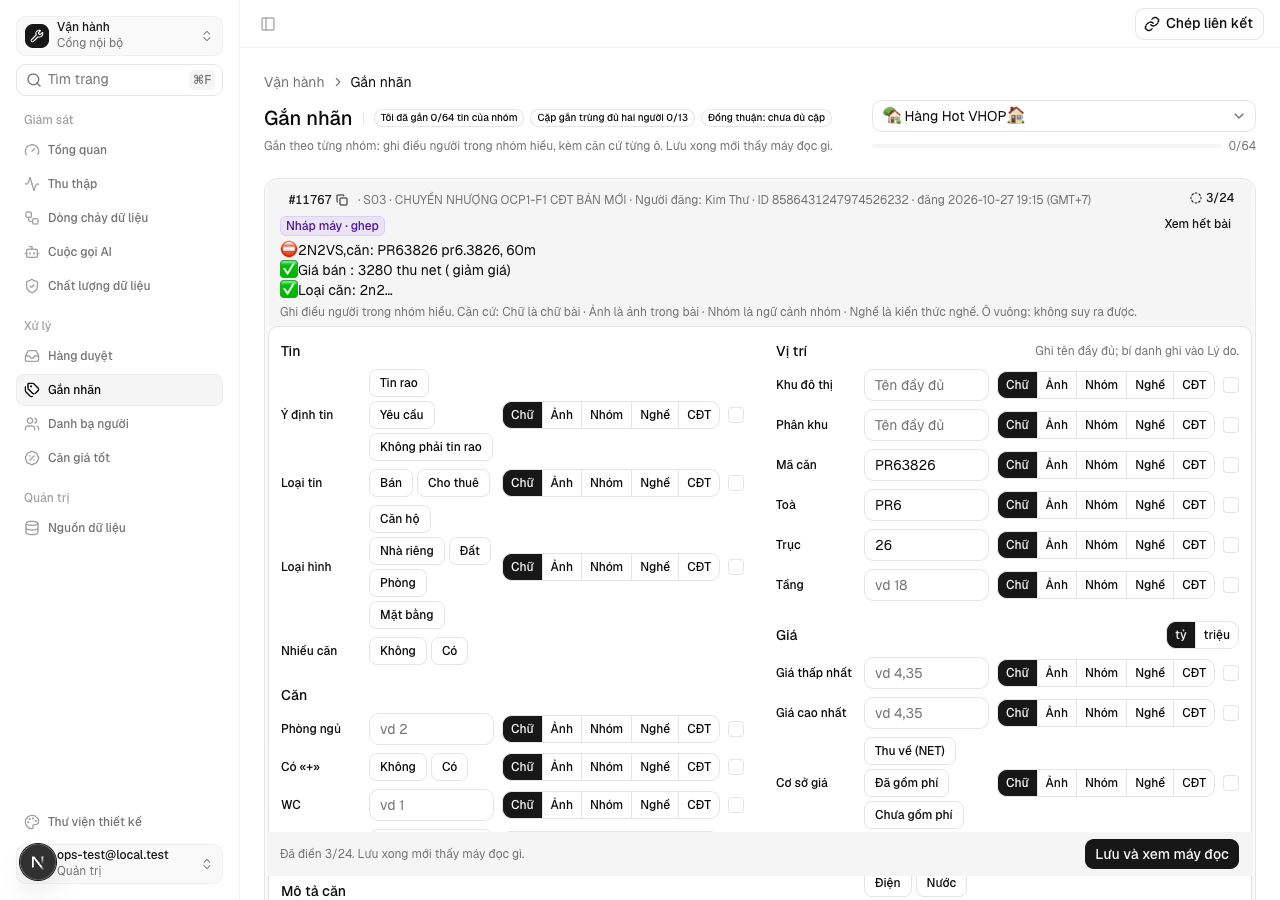 Vận hành
Cổng nội bộ
Tìm trang
⌘F
Giám sát
Tổng quan
Thu thập
Dòng chảy dữ liệu
Cuộc gọi AI
Chất lượng dữ liệu
Xử lý
Hàng duyệt
Gắn nhãn
Danh bạ người
Căn giá tốt
Quản trị
Nguồn dữ liệu
Thư viện thiết kế
N
ops-test@local.test
Quản trị
Chép liên kết
Vận hành > Gắn nhãn
Gắn nhãn
Tôi đã gắn 0/64 tin của nhóm
Cặp gắn trùng đủ hai người 0/13
Đồng thuận: chưa đủ cặp
🏡Hàng Hot VHOP🏠
Gắn theo từng nhóm: ghi điều người trong nhóm hiểu, kèm căn cứ từng ô. Lưu xong mới thấy máy đọc gì.
0/64
#11767 · S03 · CHUYỂN NHƯỢNG OCP1-F1 CĐT BÁN MỚI · Người đăng: Kim Thư · ID 8586431247974526232 · đăng 2026-10-27 19:15 (GMT+7)
3/24
Nháp máy · ghep
Xem hết bài
⛔2N2VS,căn: PR63826 pr6.3826, 60m
✅Giá bán : 3280 thu net ( giảm giá)
✅Loại căn: 2n2...
Ghi điều người trong nhóm hiểu. Căn cứ: Chữ là chữ bài · Ảnh là ảnh trong bài · Nhóm là ngữ cảnh nhóm · Nghề là kiến thức nghề. Ô vuông: không suy ra được.
Tin
Tin rao
Ý định tin Yêu cầu Chữ Ảnh Nhóm Nghề CĐT
Không phải tin rao
Loại tin Bán Cho thuê Chữ Ảnh Nhóm Nghề CĐT
Căn hộ
Nhà riêng Đất
Loại hình Chữ Ảnh Nhóm Nghề CĐT
Phòng
Mặt bằng
Nhiều căn Không Có
Căn
Phòng ngủ vd 2 Chữ Ảnh Nhóm Nghề CĐT
Có «+» Không Có Chữ Ảnh Nhóm Nghề CĐT
WC vd 1 Chữ Ảnh Nhóm Nghề CĐT
Vị trí
Ghi tên đầy đủ; bí danh ghi vào Lý do.
Khu đô thị Tên đầy đủ Chữ Ảnh Nhóm Nghề CĐT
Phân khu Tên đầy đủ Chữ Ảnh Nhóm Nghề CĐT
Mã căn PR63826 Chữ Ảnh Nhóm Nghề CĐT
Toà PR6 Chữ Ảnh Nhóm Nghề CĐT
Trục 26 Chữ Ảnh Nhóm Nghề CĐT
Tầng vd 18 Chữ Ảnh Nhóm Nghề CĐT
Giá
tỷ triệu
Giá thấp nhất vd 4,35 Chữ Ảnh Nhóm Nghề CĐT
Giá cao nhất vd 4,35 Chữ Ảnh Nhóm Nghề CĐT
Thu về (NET)
Cơ sở giá Đã gồm phí Chữ Ảnh Nhóm Nghề CĐT
Chưa gồm phí
Đã điền 3/24. Lưu xong mới thấy máy đọc gì.
Lưu và xem máy đọc
Mô tả căn
Điện Nước